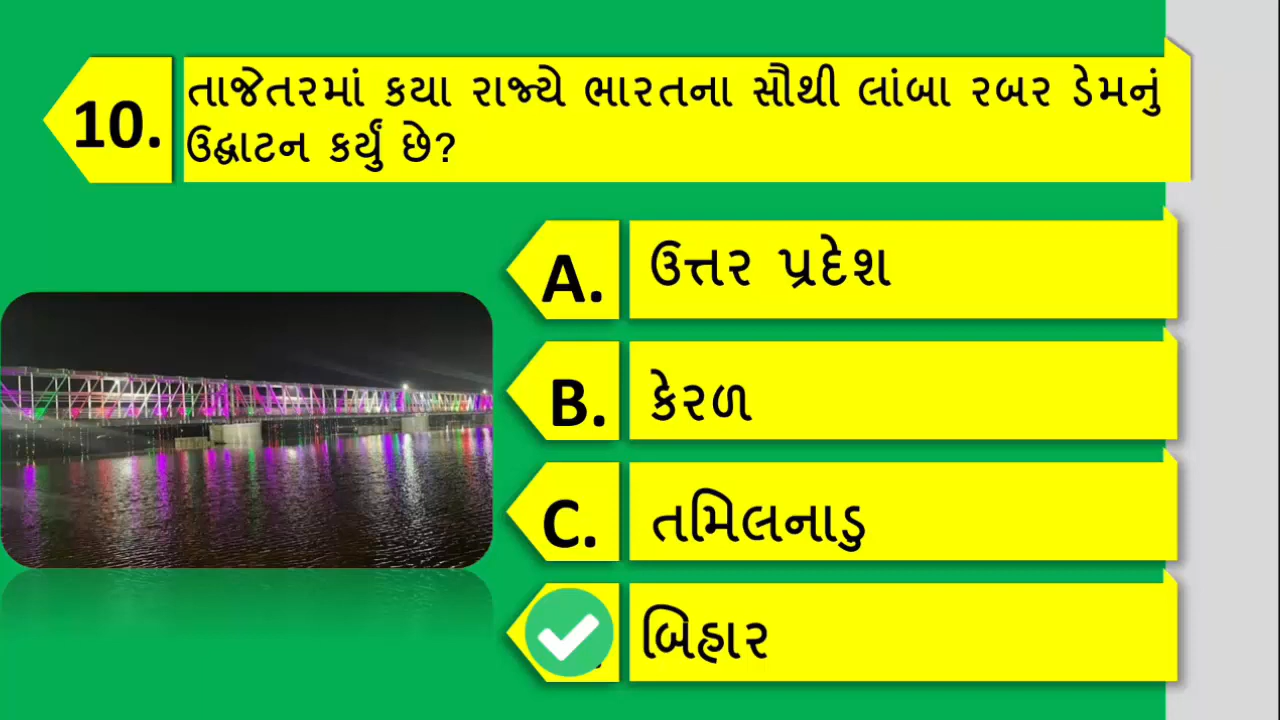 10.
તાજેતરમાં કયા રાજ્યે ભારતના સૌથી લાંબા રબર ડેમનું
ઉદ્ઘાટન કર્યું છે?
A. ઉત્તર પ્રદેશ
B. કેરળ
C. તમિલનાડુ
બિહાર